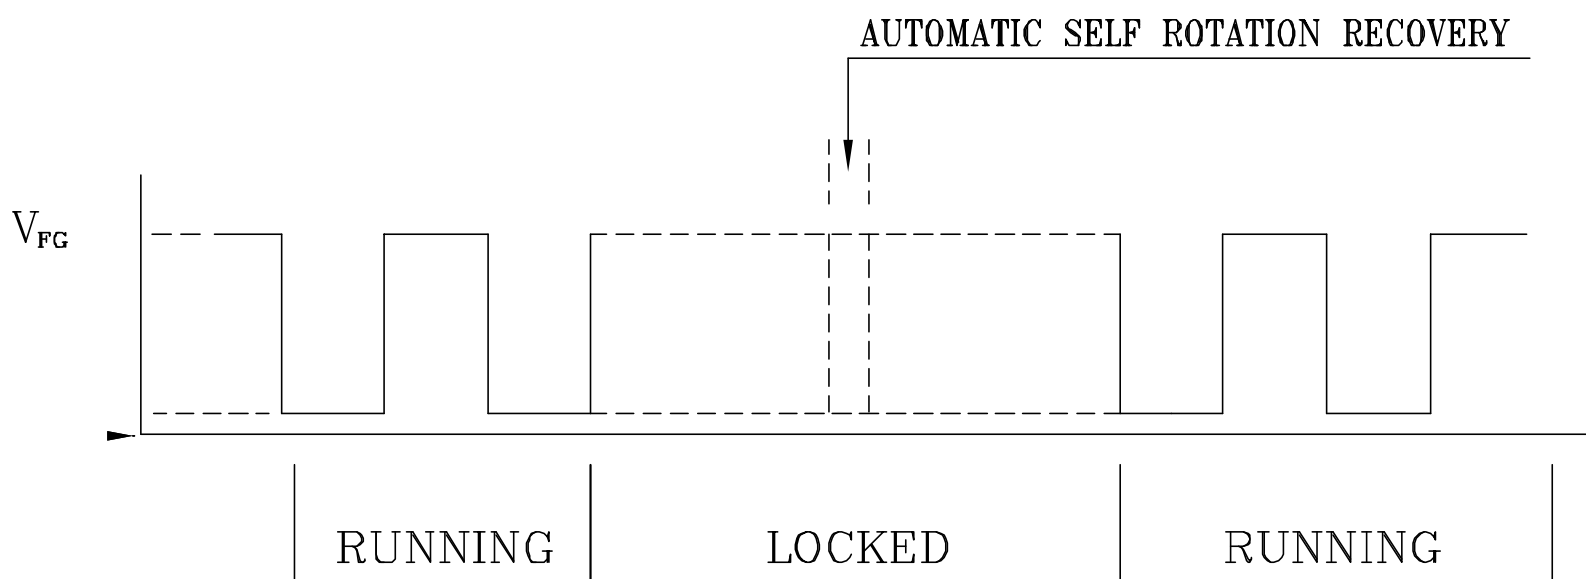 AUTOMATIC SELF ROTATION RECOVERY
VFG
RUNNING LOCKED RUNNING